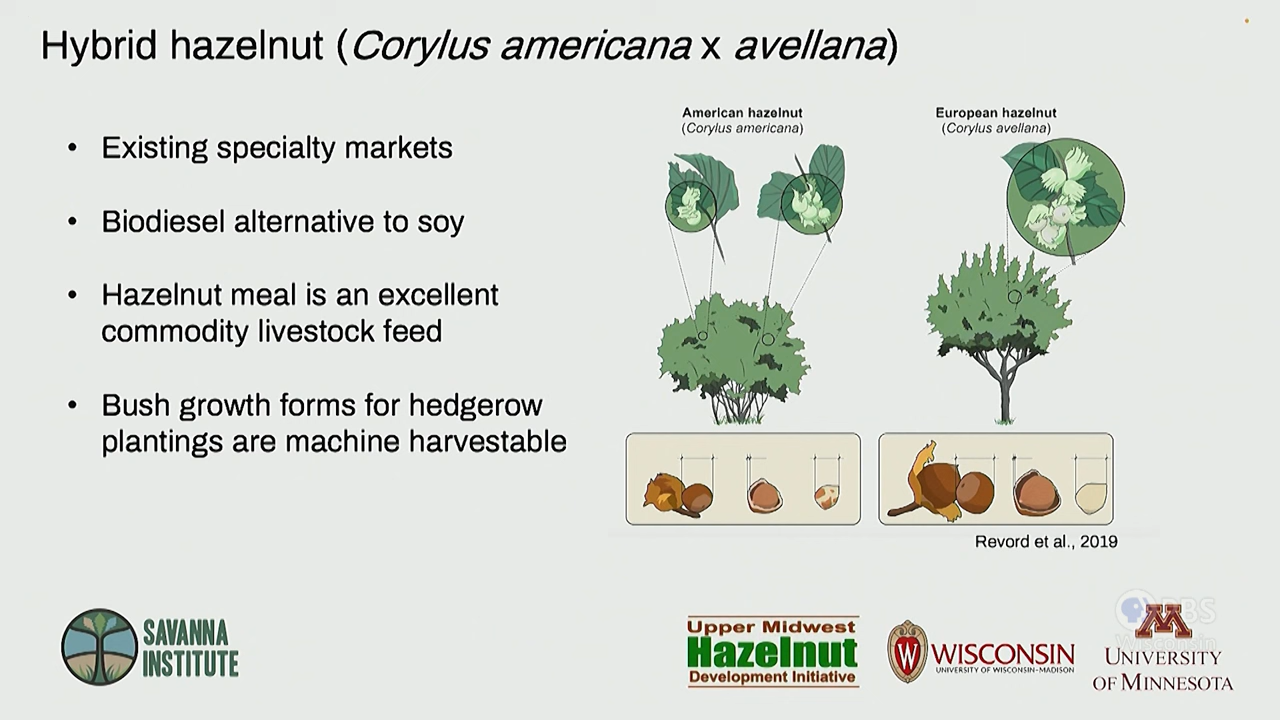 Hybrid hazelnut (Corylus americana x avellana)
• Existing specialty markets
• Biodiesel alternative to soy
• Hazelnut meal is an excellent
commodity livestock feed
• Bush growth forms for hedgerow
plantings are machine harvestable
American hazelnut
(Corylus americana)
European hazelnut
(Corylus avellana)
Revord et al., 2019
SAVANNA
INSTITUTE
Upper Midwest
Hazelnut
Development Initiative
W
WISCONSIN
UNIVERSITY OF WISCONSIN-MADISON
M
UNIVERSITY
OF MINNESOTA
PBS
Wisconsin